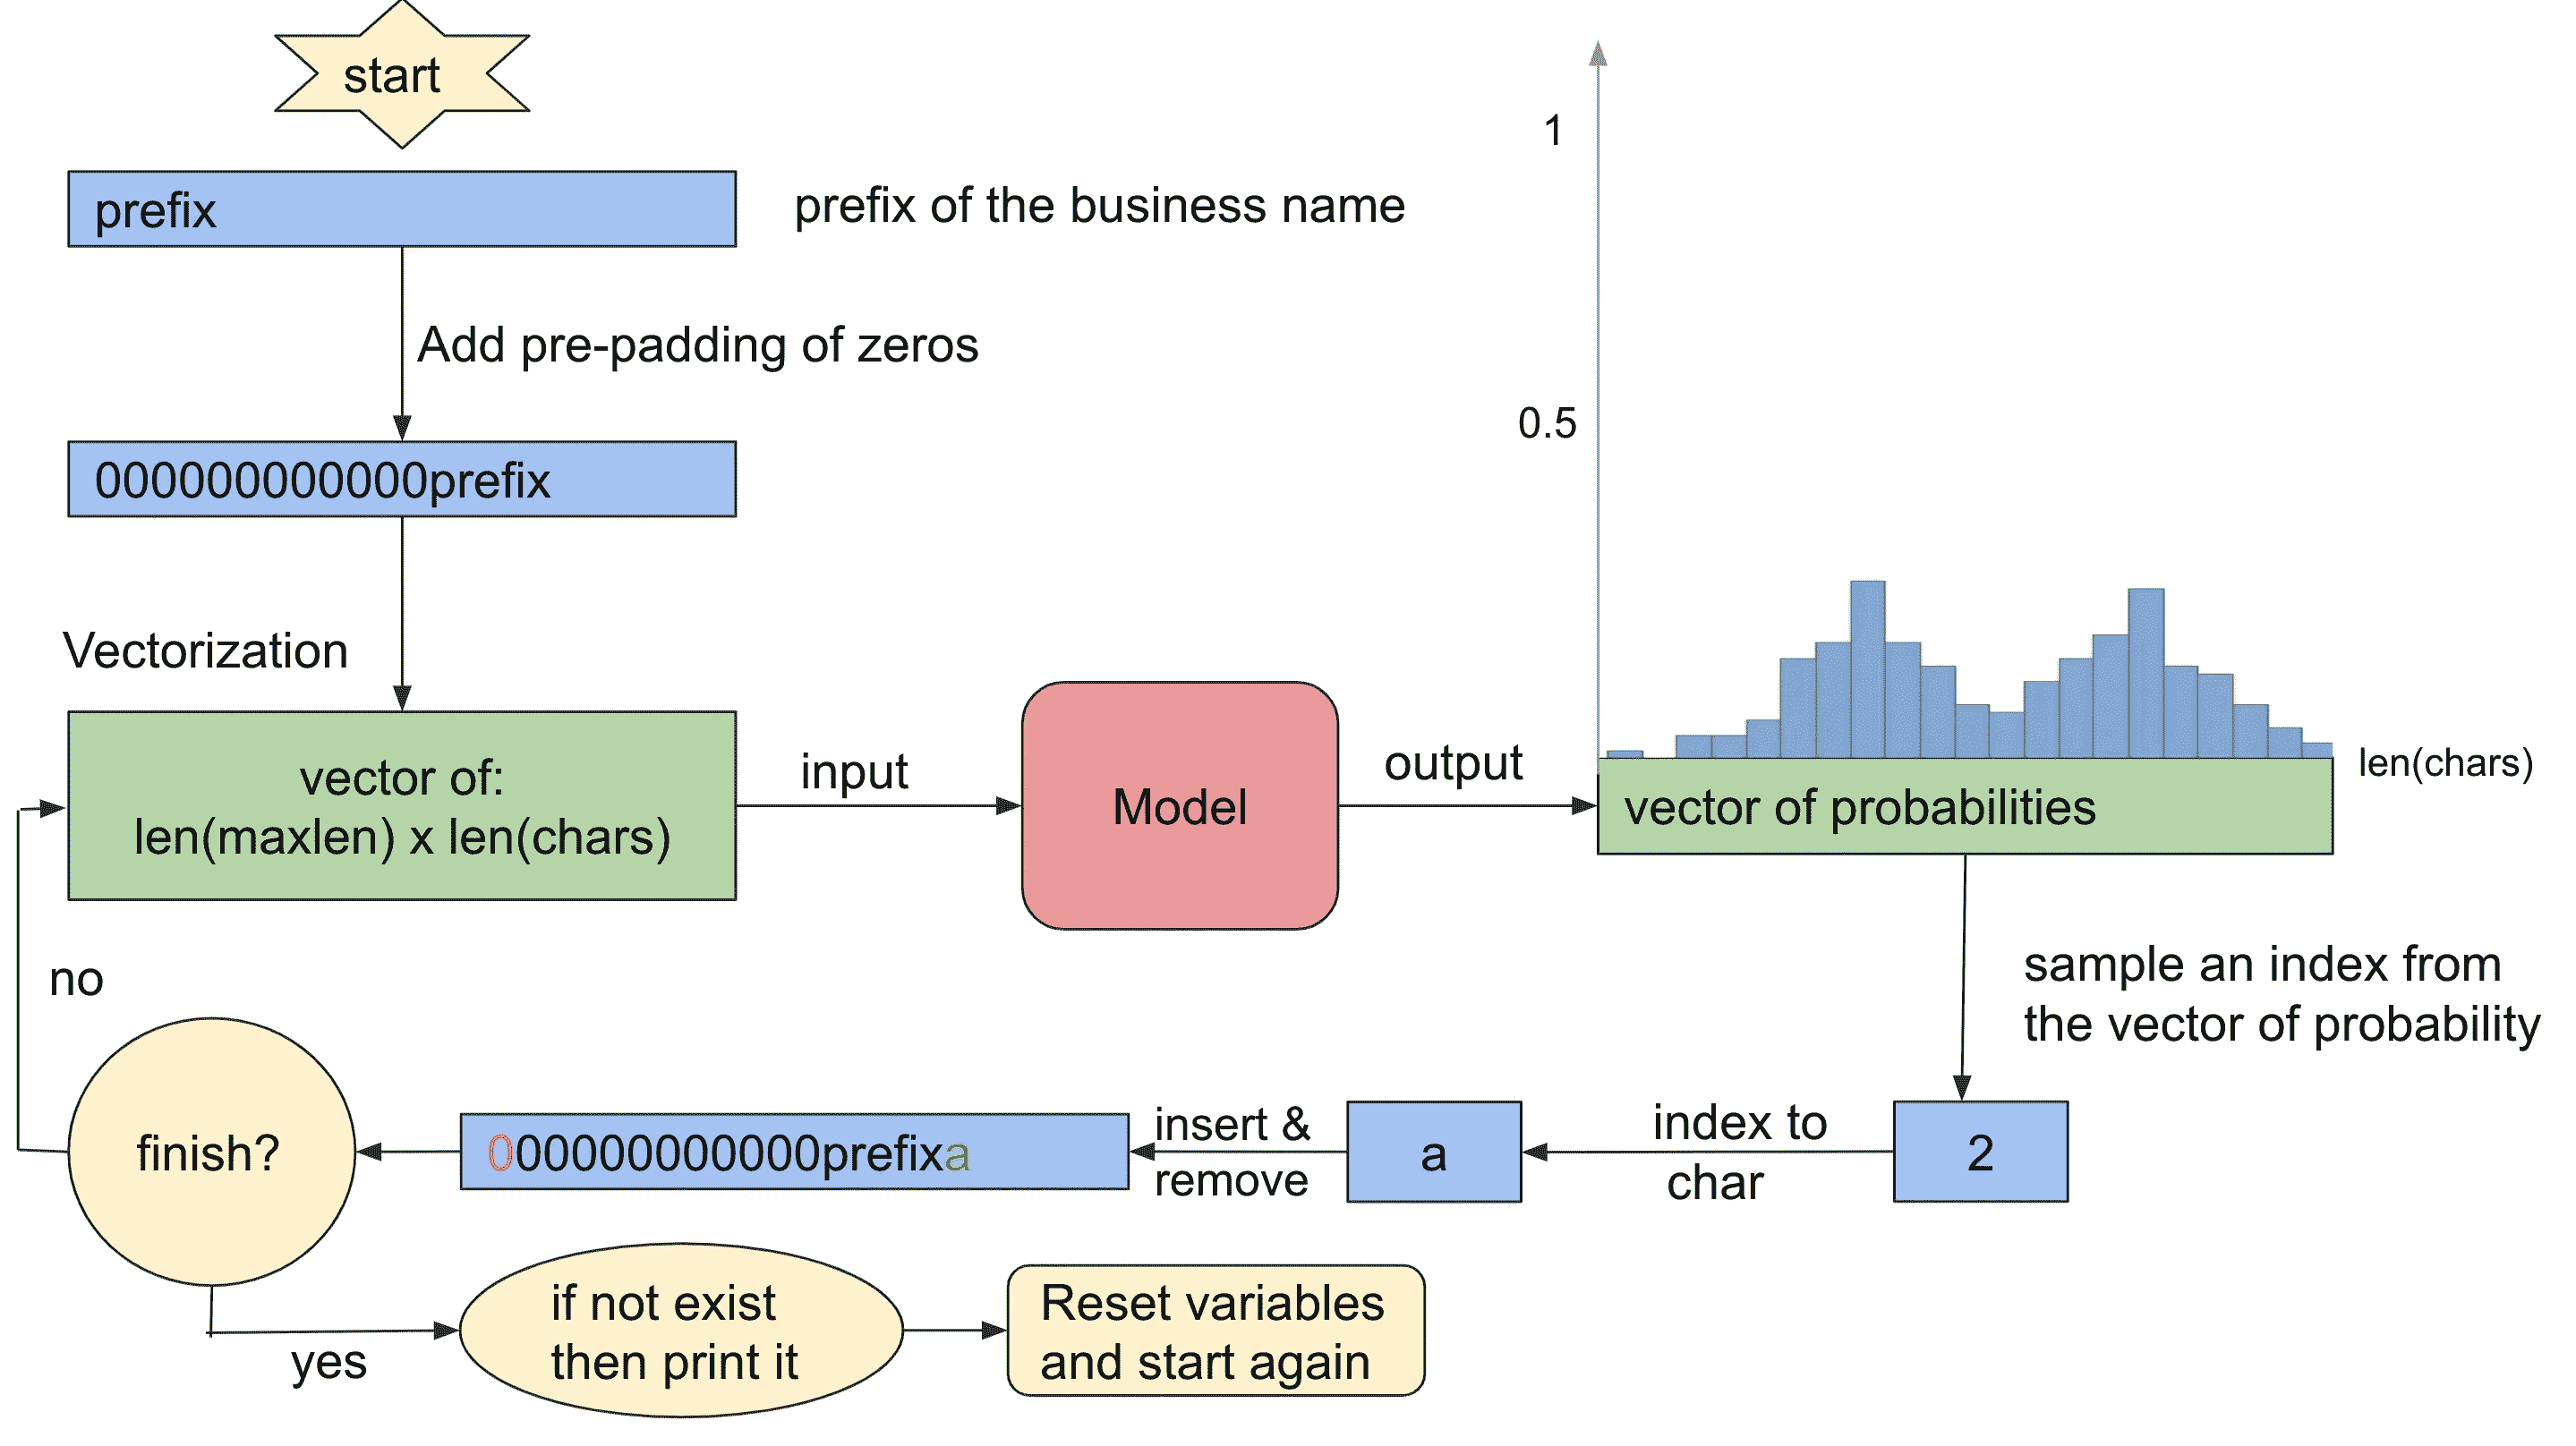 start
prefix
prefix of the business name
Add pre-padding of zeros
000000000000prefix
Vectorization
vector of:
len(maxlen) x len(chars)
input
Model
output
1
0.5
len(chars)
vector of probabilities
sample an index from
the vector of probability
2
index to
char
a
insert &
remove
000000000000prefixa
finish?
no
yes
if not exist
then print it
Reset variables
and start again